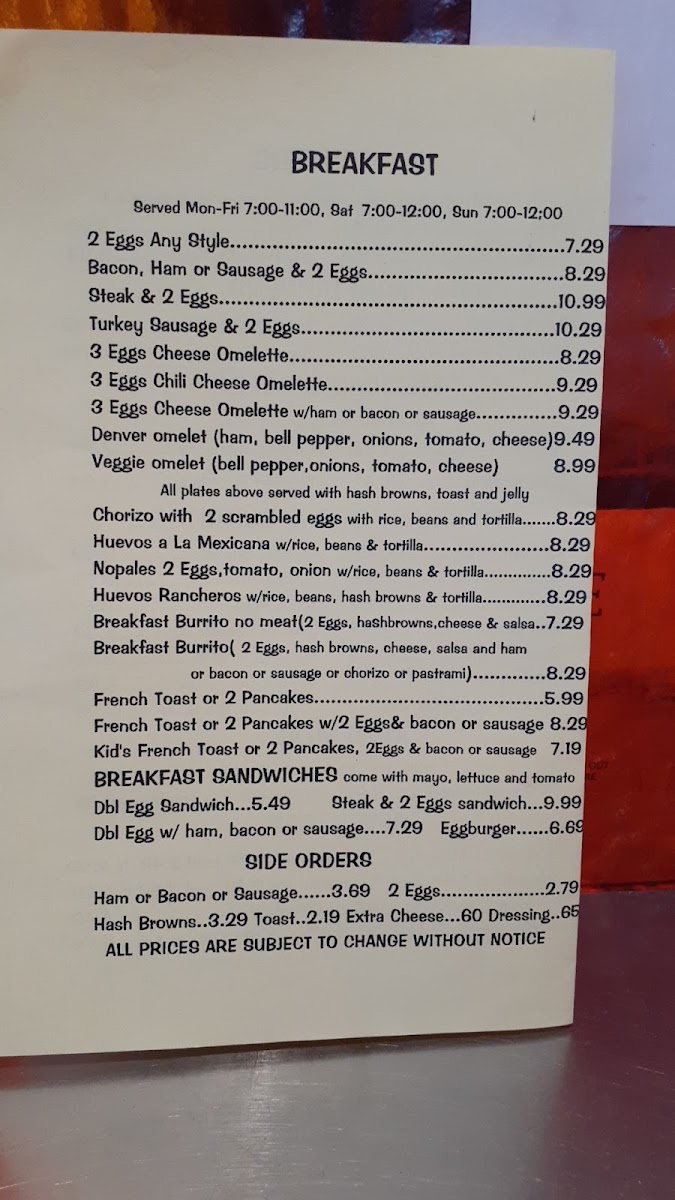 BREAKFAST
Served Mon-Fri 7:00-11:00, Sat 7:00-12:00, Sun 7:00-12;00
2 Eggs Any Style........................................................7.29
Bacon, Ham or Sausage & 2 Eggs.................................8.29
Steak & 2 Eggs.........................................................10.99
Turkey Sausage & 2 Eggs...........................................10.29
3 Eggs Cheese Omelette..............................................8.29
3 Eggs Chili Cheese Omelette.......................................9.29
3 Eggs Cheese Omelette w/ham or bacon or sausage..............9.29
Denver omelet (ham, bell pepper, onions, tomato, cheese)9.49
Veggie omelet (bell pepper,onions, tomato, cheese) 8.99
All plates above served with hash browns, toast and jelly
Chorizo with 2 scrambled eggs with rice, beans and tortilla.......8.29
Huevos a La Mexicana w/rice, beans & tortilla.....................8.29
Nopales 2 Eggs,tomato, onion w/rice, beans & tortilla..............8.29
Huevos Rancheros w/rice, beans, hash browns & tortilla.............8.29
Breakfast Burrito no meat(2 Eggs, hashbrowns,cheese & salsa..7.29
Breakfast Burrito( 2 Eggs, hash browns, cheese, salsa and ham
or bacon or sausage or chorizo or pastrami).............8.29
French Toast or 2 Pancakes.......................................5.99
French Toast or 2 Pancakes w/2 Eggs& bacon or sausage 8.29
Kid's French Toast or 2 Pancakes, 2Eggs & bacon or sausage 7.19
BREAKFAST SANDWICHES come with mayo, lettuce and tomato
Dbl Egg Sandwich...5.49 Steak & 2 Eggs sandwich...9.99
Dbl Egg w/ ham, bacon or sausage....7.29 Eggburger......6.69
SIDE ORDERS
Ham or Bacon or Sausage......3.69 2 Eggs..................2.79
Hash Browns..3.29 Toast..2.19 Extra Cheese...60 Dressing..65
ALL PRICES ARE SUBJECT TO CHANGE WITHOUT NOTICE